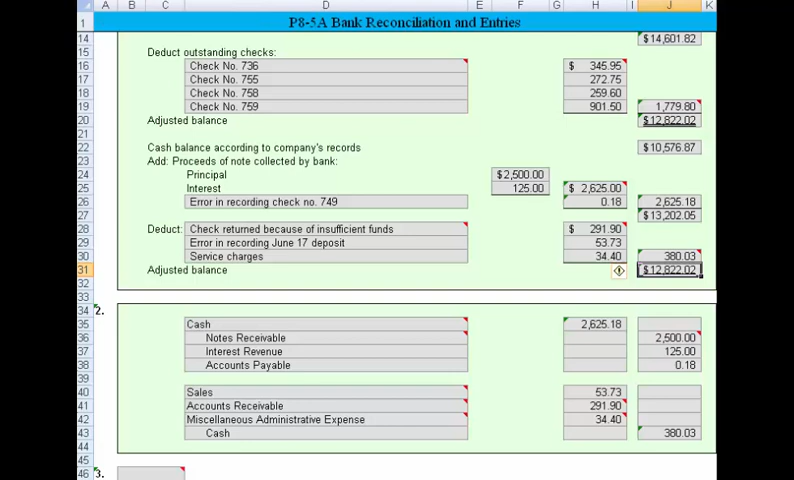 A B C D E F G H I J K
1 P8-5A Bank Reconciliation and Entries
14 $14,601.82
15 Deduct outstanding checks:
16 Check No. 736 $ 345.95
17 Check No. 755 272.75
18 Check No. 758 259.60
19 Check No. 759 901.50 1,779.80
20 Adjusted balance $12,822.02
21
22 Cash balance according to company's records $10,576.87
23 Add: Proceeds of note collected by bank:
24 Principal $2,500.00
25 Interest 125.00 $ 2,625.00
26 Error in recording check no. 749 0.18 2,625.18
27 $13,202.05
28 Deduct: Check returned because of insufficient funds $ 291.90
29 Error in recording June 17 deposit 53.73
30 Service charges 34.40 380.03
31 Adjusted balance $12,822.02
32
33
34 2.
35 Cash 2,625.18
36 Notes Receivable 2,500.00
37 Interest Revenue 125.00
38 Accounts Payable 0.18
39
40 Sales 53.73
41 Accounts Receivable 291.90
42 Miscellaneous Administrative Expense 34.40
43 Cash 380.03
44
45
46 3.